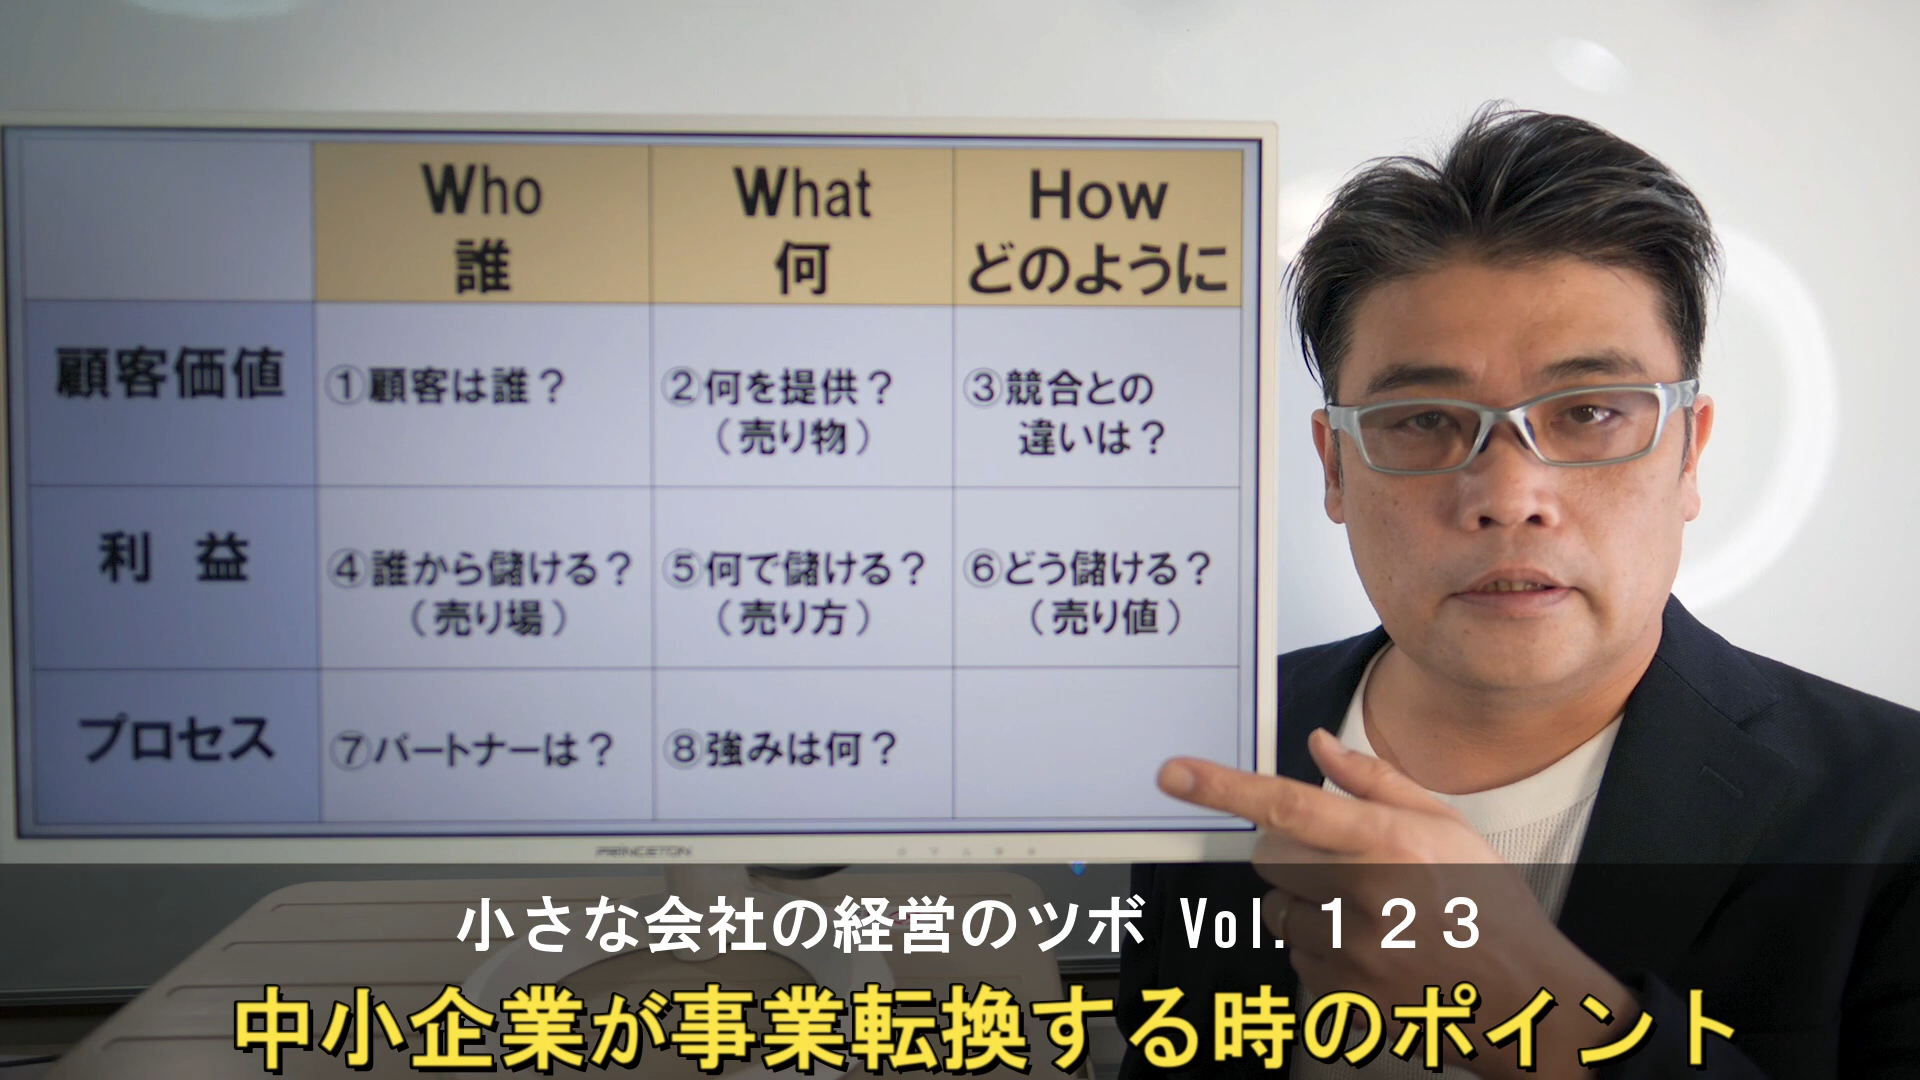 Who
誰
What
何
How
どのように
顧客価値
①顧客は誰？
②何を提供？
（売り物）
③競合との
違いは？
利　益
④誰から儲ける？
（売り場）
⑤何で儲ける？
（売り方）
⑥どう儲ける？
（売り値）
プロセス
⑦パートナーは？
⑧強みは何？
PRINCETON
小さな会社の経営のツボ Vol.１２３
中小企業が事業転換する時のポイント